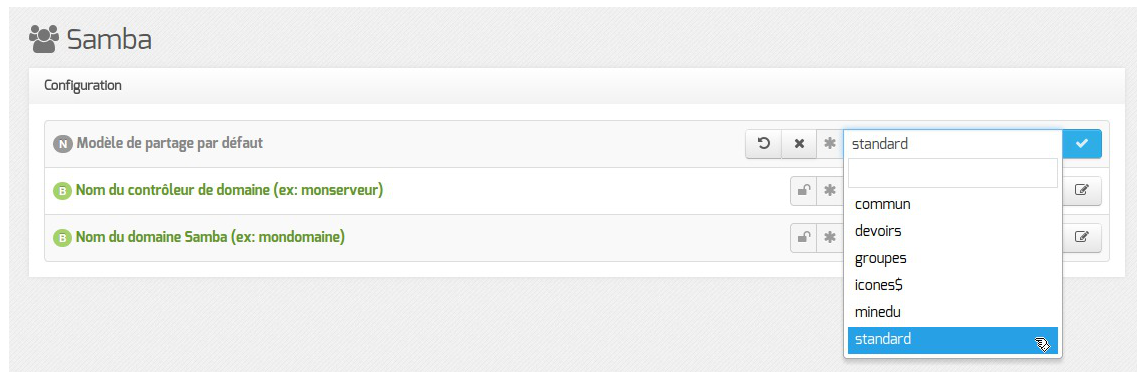 Samba
Configuration
N Modèle de partage par défaut
standard
B Nom du contrôleur de domaine (ex: monserveur)
B Nom du domaine Samba (ex: mondomaine)
commun
devoirs
groupes
icones$
minedu
standard